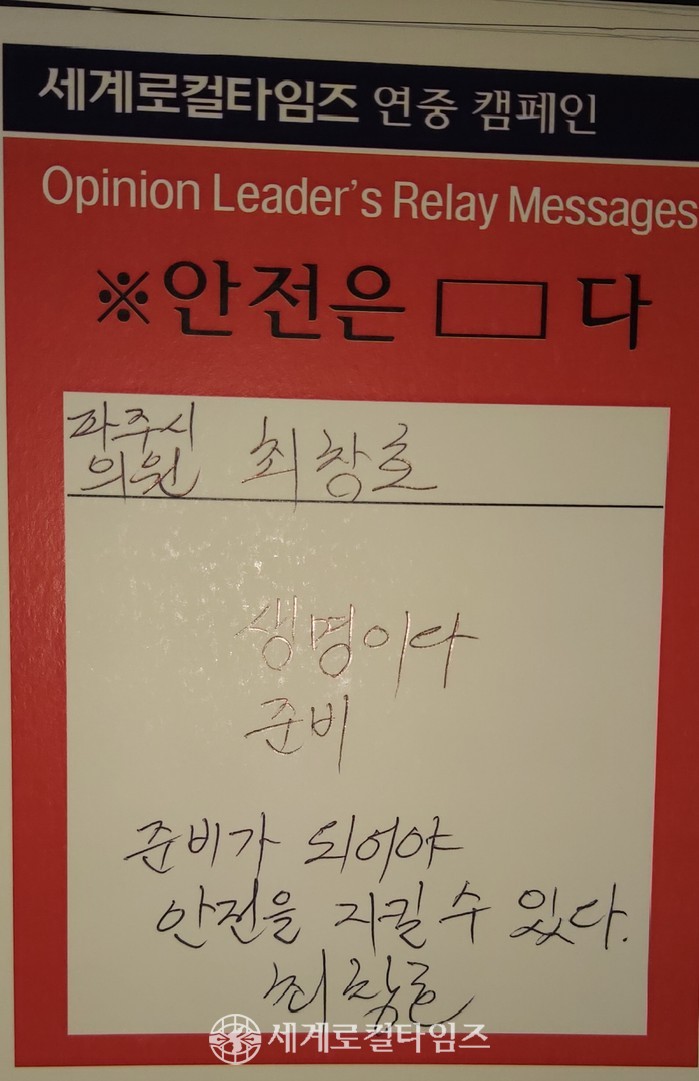 세계로컬타임즈 연중 캠페인
Opinion Leader's Relay Messages
※안전은 □ 다
파주시
의원 최창호
생명이다
준비
준비가 되어야
안전을 지킬 수 있다.
최창호
세계로컬타임즈